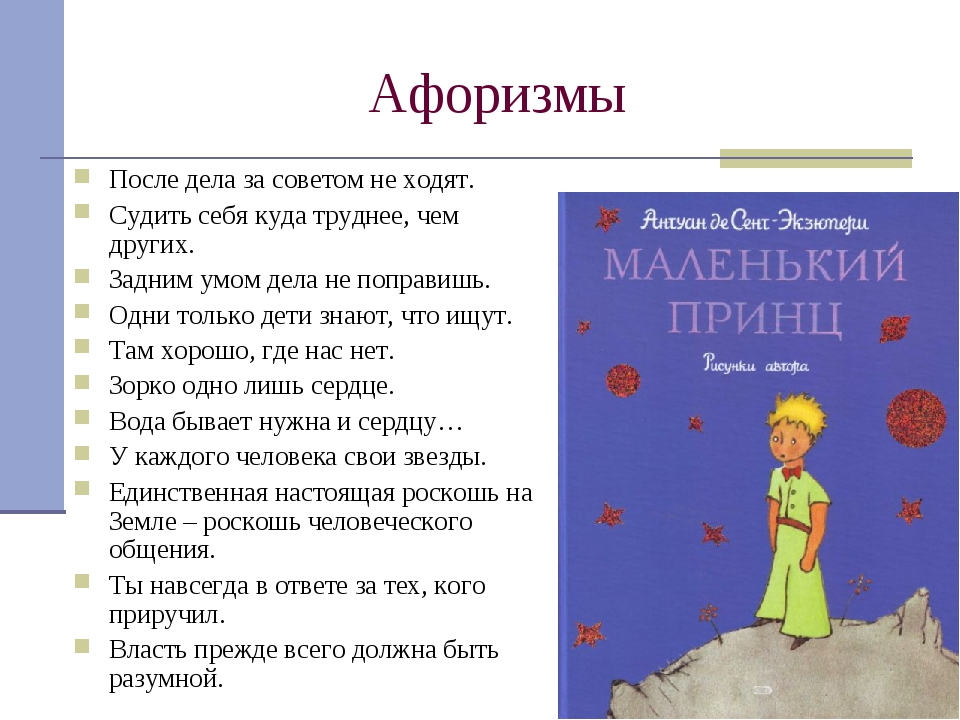 Афоризмы
После дела за советом не ходят.
Судить себя куда труднее, чем
других.
Задним умом дела не поправишь.
Одни только дети знают, что ищут.
Там хорошо, где нас нет.
Зорко одно лишь сердце.
Вода бывает нужна и сердцу…
У каждого человека свои звезды.
Единственная настоящая роскошь на
Земле – роскошь человеческого
общения.
Ты навсегда в ответе за тех, кого
приручил.
Власть прежде всего должна быть
разумной.
Антуан де Сент-Экзюпери
МАЛЕНЬКИЙ
ПРИНЦ
Рисунки автора